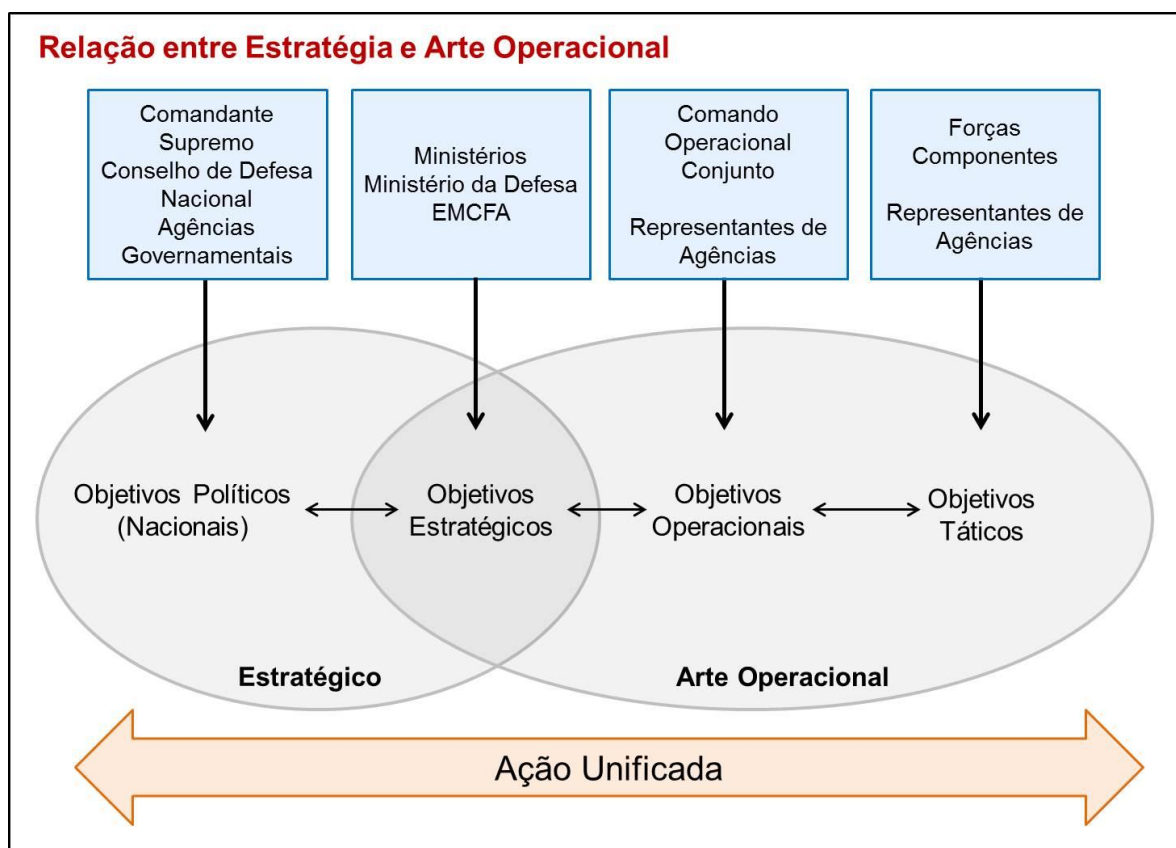 Relação entre Estratégia e Arte Operacional
Comandante
Supremo
Conselho de Defesa
Nacional
Agências
Governamentais
Ministérios
Ministério da Defesa
EMCFA
Comando
Operacional
Conjunto
Representantes de
Agências
Forças
Componentes
Representantes de
Agências
Objetivos Políticos
(Nacionais)
Objetivos
Estratégicos
Objetivos
Operacionais
Objetivos
Táticos
Estratégico
Arte Operacional
Ação Unificada